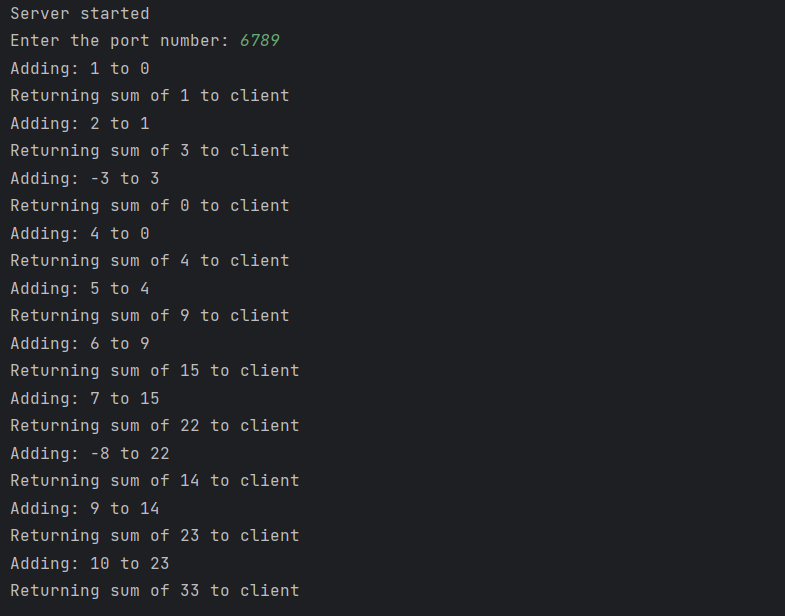 Server started
Enter the port number: 6789
Adding: 1 to 0
Returning sum of 1 to client
Adding: 2 to 1
Returning sum of 3 to client
Adding: -3 to 3
Returning sum of 0 to client
Adding: 4 to 0
Returning sum of 4 to client
Adding: 5 to 4
Returning sum of 9 to client
Adding: 6 to 9
Returning sum of 15 to client
Adding: 7 to 15
Returning sum of 22 to client
Adding: -8 to 22
Returning sum of 14 to client
Adding: 9 to 14
Returning sum of 23 to client
Adding: 10 to 23
Returning sum of 33 to client